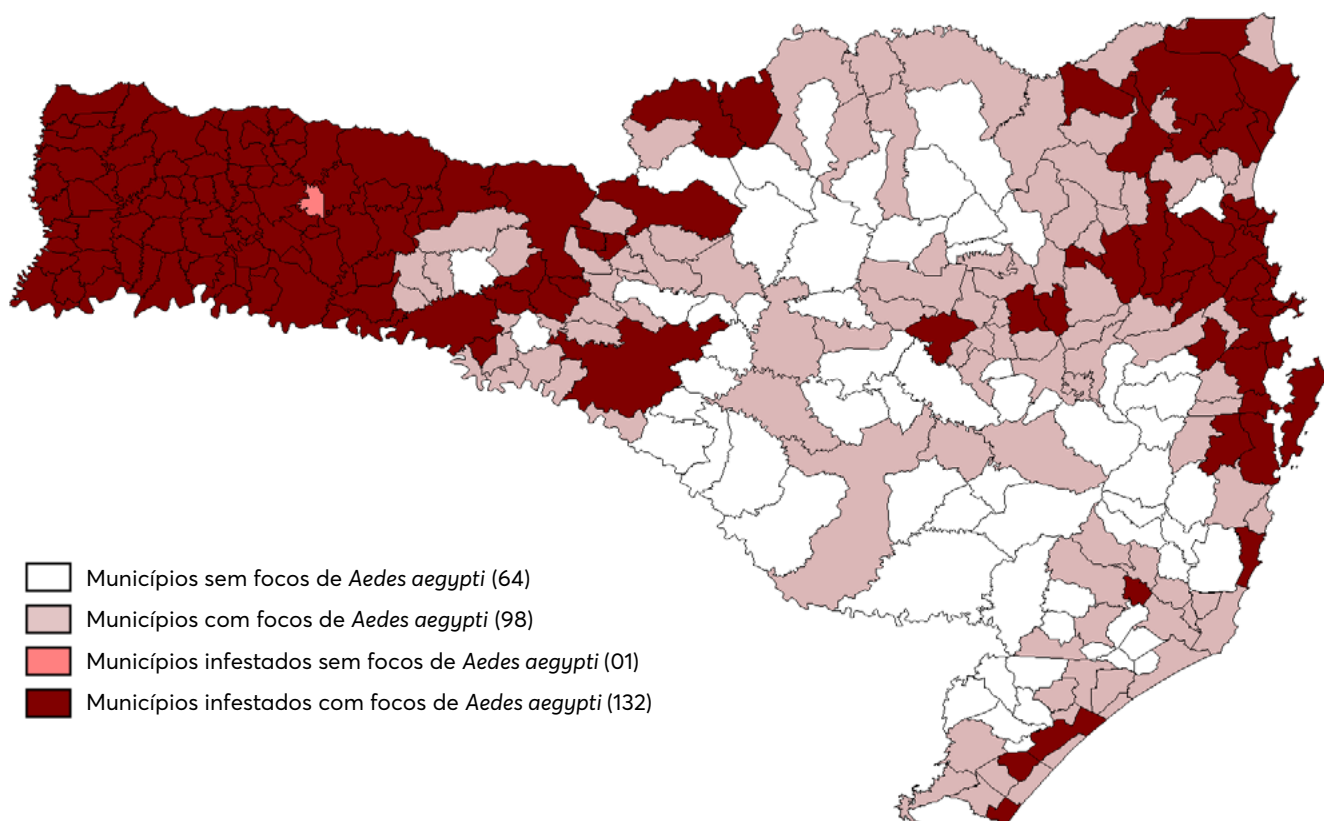 Municípios sem focos de Aedes aegypti (64)
Municípios com focos de Aedes aegypti (98)
Municípios infestados sem focos de Aedes aegypti (01)
Municípios infestados com focos de Aedes aegypti (132)